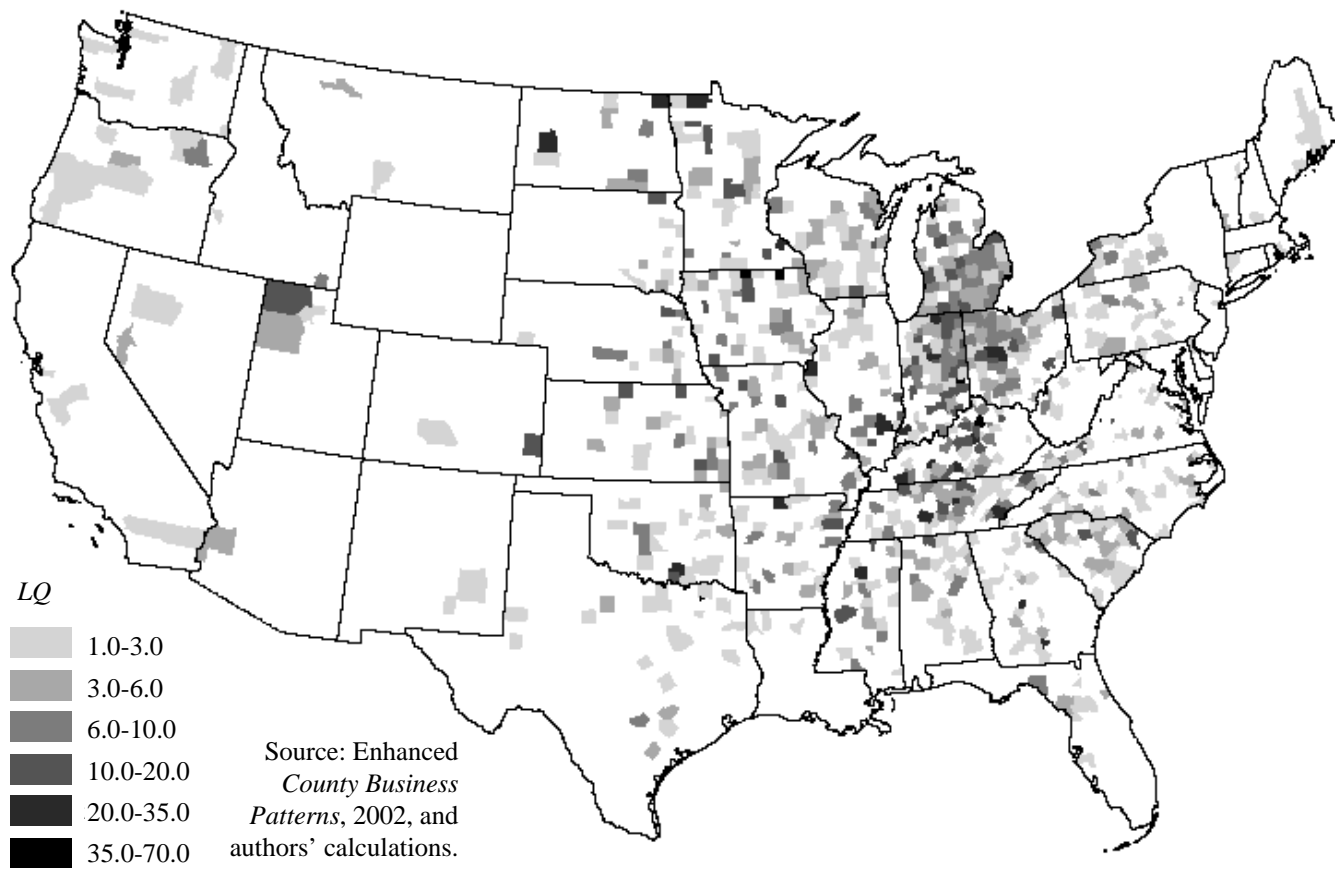 LQ
1.0-3.0
3.0-6.0
6.0-10.0
10.0-20.0
20.0-35.0
35.0-70.0
Source: Enhanced
County Business
Patterns, 2002, and
authors’ calculations.